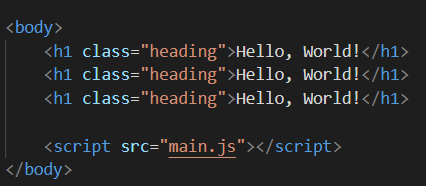 <body>
<h1 class="heading">Hello, World!</h1>
<h1 class="heading">Hello, World!</h1>
<h1 class="heading">Hello, World!</h1>
<script src="main.js"></script>
</body>